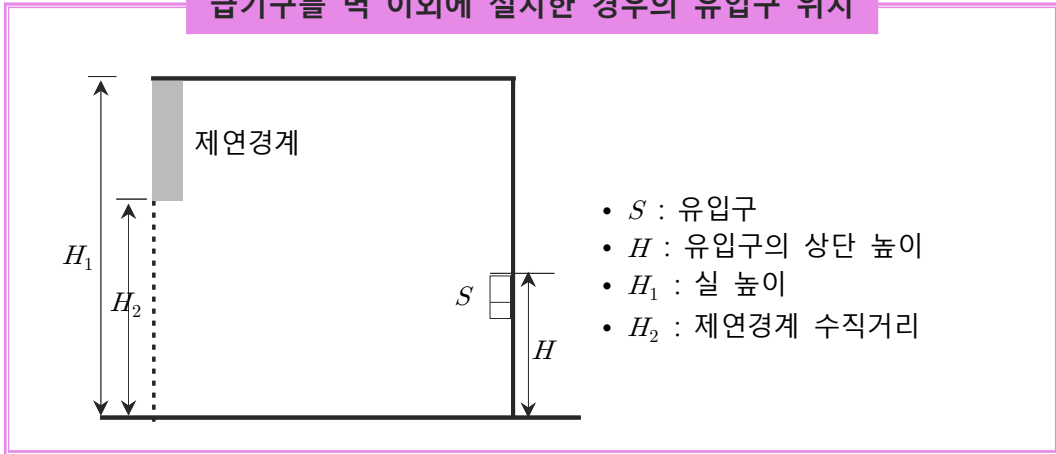 급기구를 벽 이외에 설치한 경우의 유입구 위치
제연경계
H₁
H₂
S
H
• S : 유입구
• H : 유입구의 상단 높이
• H₁ : 실 높이
• H₂ : 제연경계 수직거리